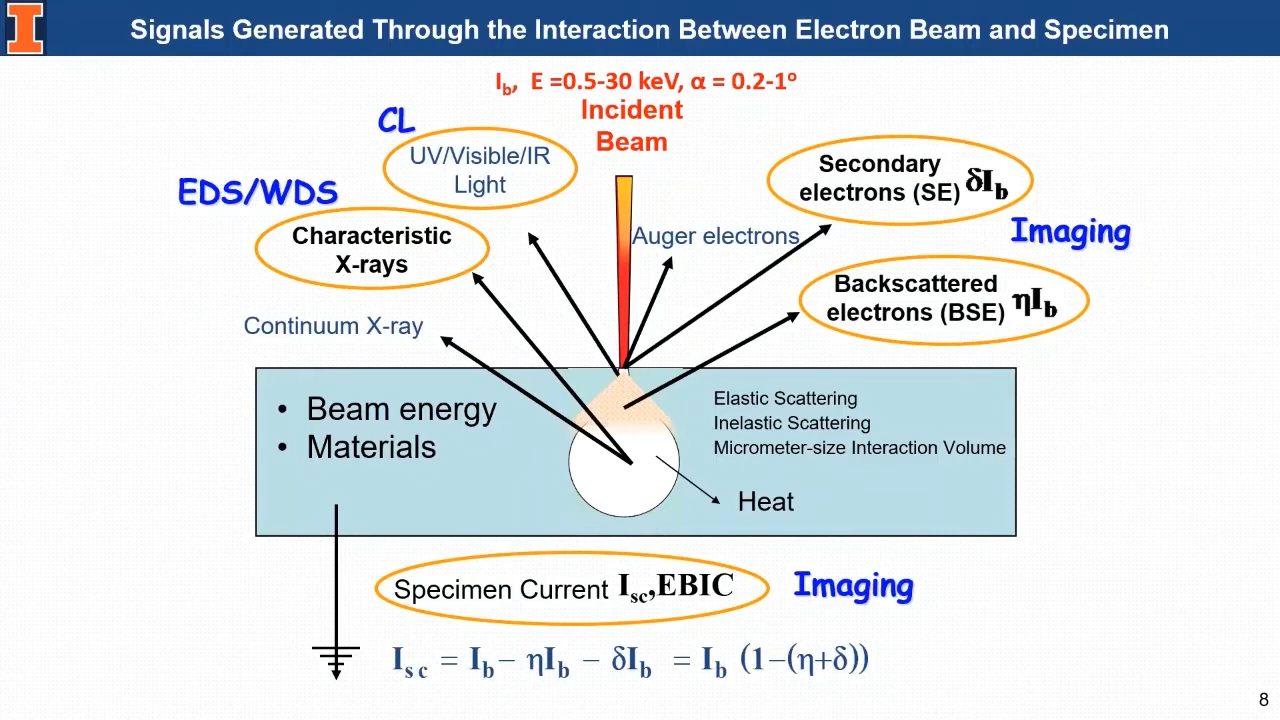 Signals Generated Through the Interaction Between Electron Beam and Specimen
I_b, E =0.5-30 keV, α = 0.2-1°
Incident
Beam
CL
UV/Visible/IR
Light
EDS/WDS
Characteristic
X-rays
Continuum X-ray
Auger electrons
Secondary
electrons (SE) δI_b
Imaging
Backscattered
electrons (BSE) ηI_b
• Beam energy
• Materials
Elastic Scattering
Inelastic Scattering
Micrometer-size Interaction Volume
Heat
Specimen Current I_sc,EBIC
Imaging
I_sc = I_b − ηI_b − δI_b = I_b (1−(η+δ))
8